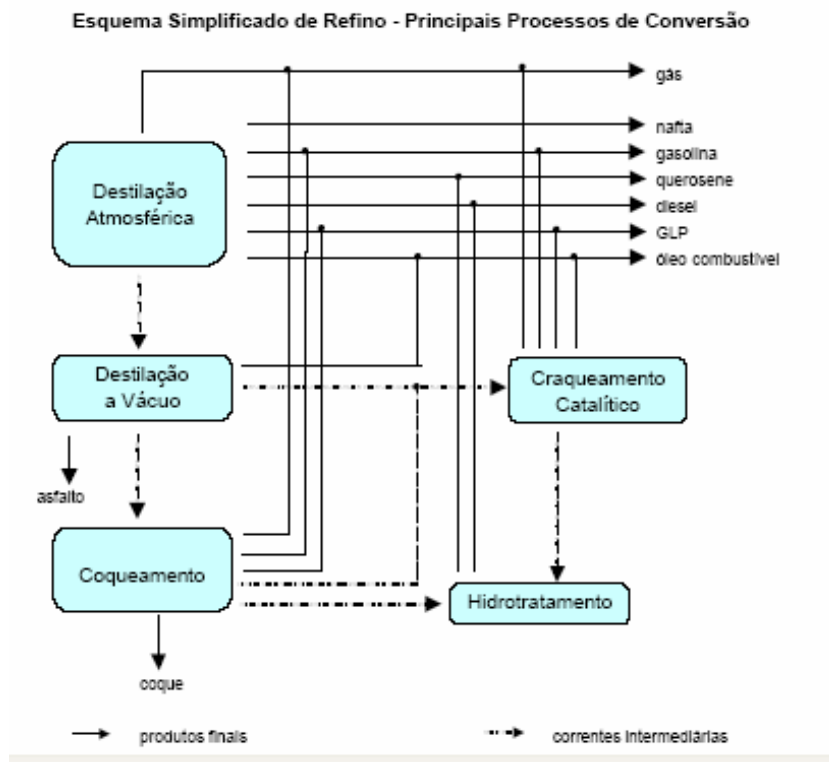 Esquema Simplificado de Refino - Principais Processos de Conversão
gás
nafta
gasolina
querosene
diesel
GLP
óleo combustível
Destilação
Atmosférica
Destilação
a Vácuo
Craqueamento
Catalítico
asfalto
Coqueamento
Hidrotratamento
coque
produtos finais
correntes intermediárias